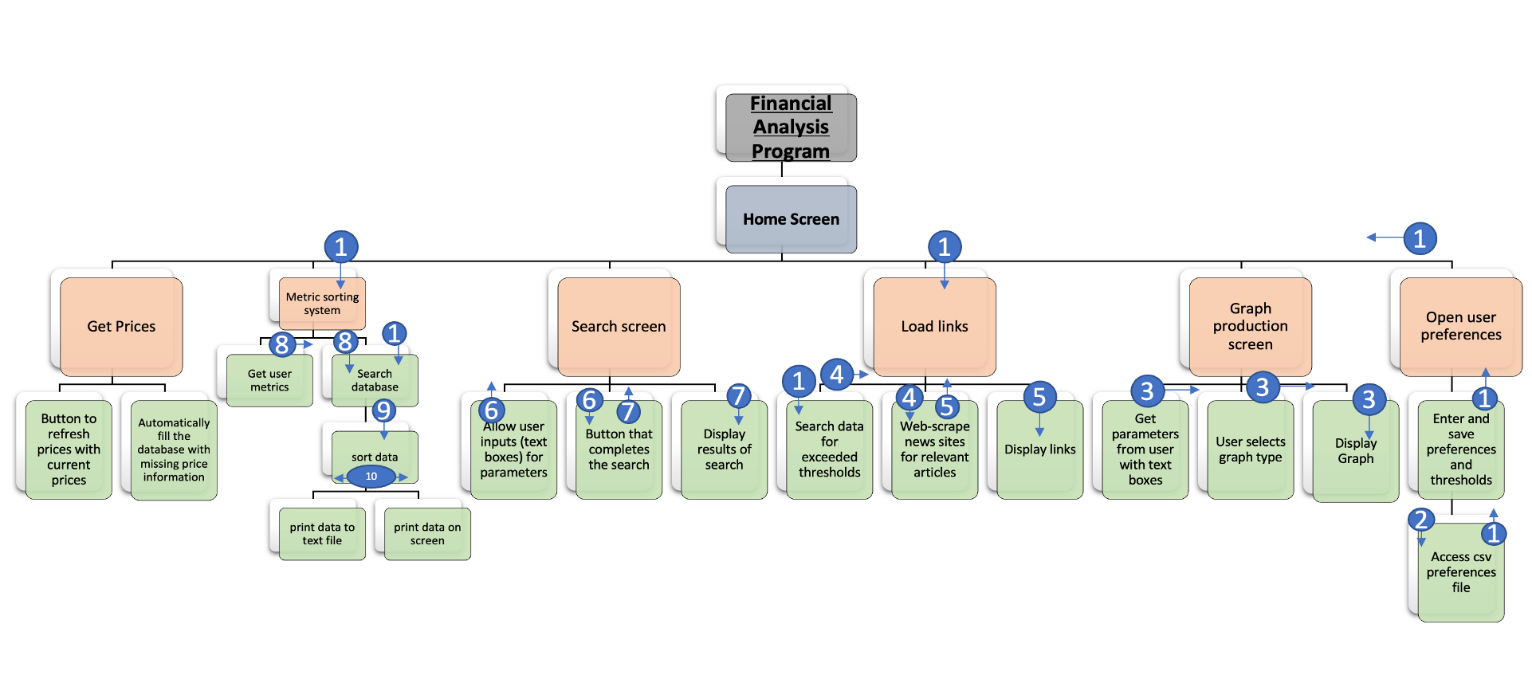 Financial
Analysis
Program
Home Screen
1
1
1
Get Prices
Metric sorting
system
Search screen
Load links
Graph
production
screen
Open user
preferences
8
8
1
Get user
metrics
Search
database
9
sort data
10
print data to
text file
print data on
screen
Button to
refresh
prices with
current
prices
Automatically
fill the
database with
missing price
information
6
Allow user
inputs (text
boxes) for
parameters
6
7
Button that
completes
the search
7
Display
results of
search
1
4
Search data
for
exceeded
thresholds
4
5
Web-scrape
news sites
for relevant
articles
5
Display links
3
Get
parameters
from user
with text
boxes
3
User selects
graph type
3
Display
Graph
1
Enter and
save
preferences
and
thresholds
2
1
Access csv
preferences
file